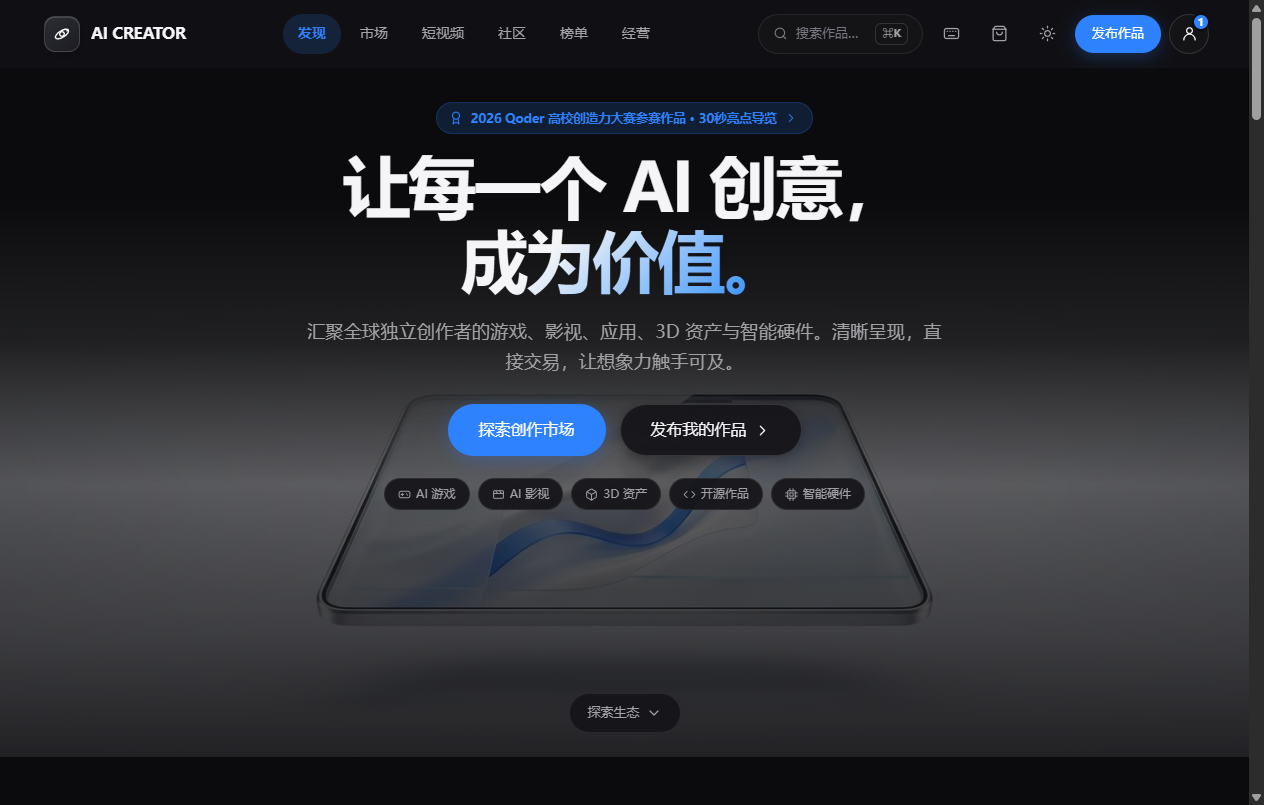 AI CREATOR
发现
市场
短视频
社区
榜单
经营
搜索作品...
⌘K
发布作品
1
2026 Qoder 高校创造力大赛参赛作品 • 30秒亮点导览
让每一个 AI 创意，
成为价值。
汇聚全球独立创作者的游戏、影视、应用、3D 资产与智能硬件。清晰呈现，直
接交易，让想象力触手可及。
探索创作市场
发布我的作品
AI 游戏
AI 影视
3D 资产
开源作品
智能硬件
探索生态